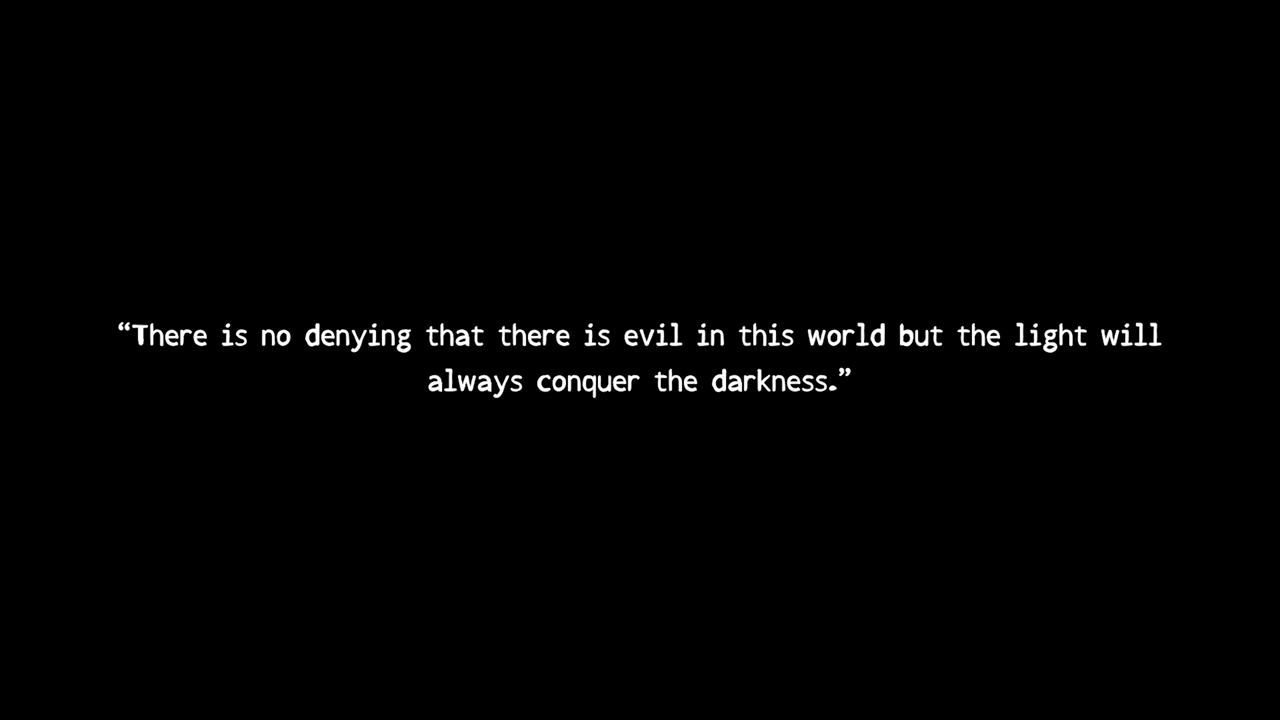 “There is no denying that there is evil in this world but the light will
always conquer the darkness.”